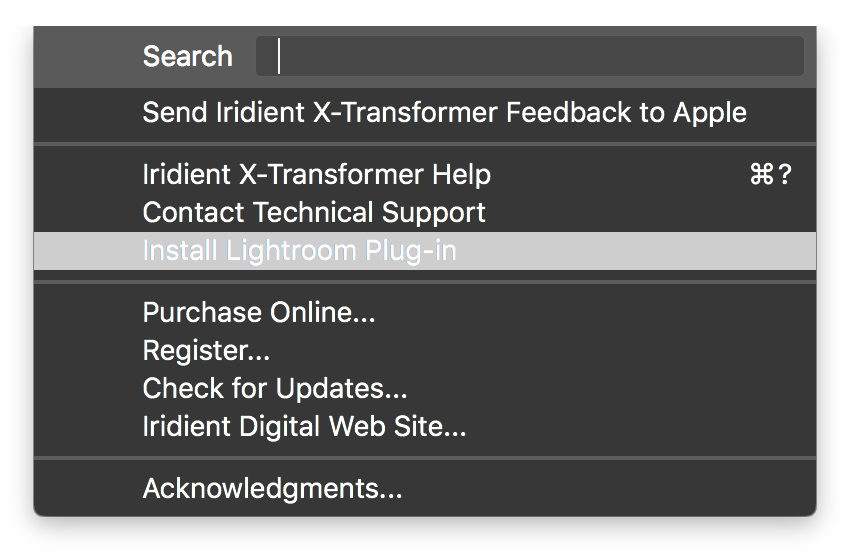 Search
Send Iridient X-Transformer Feedback to Apple
Iridient X-Transformer Help ⌘?
Contact Technical Support
Install Lightroom Plug-in
Purchase Online...
Register...
Check for Updates...
Iridient Digital Web Site...
Acknowledgments...